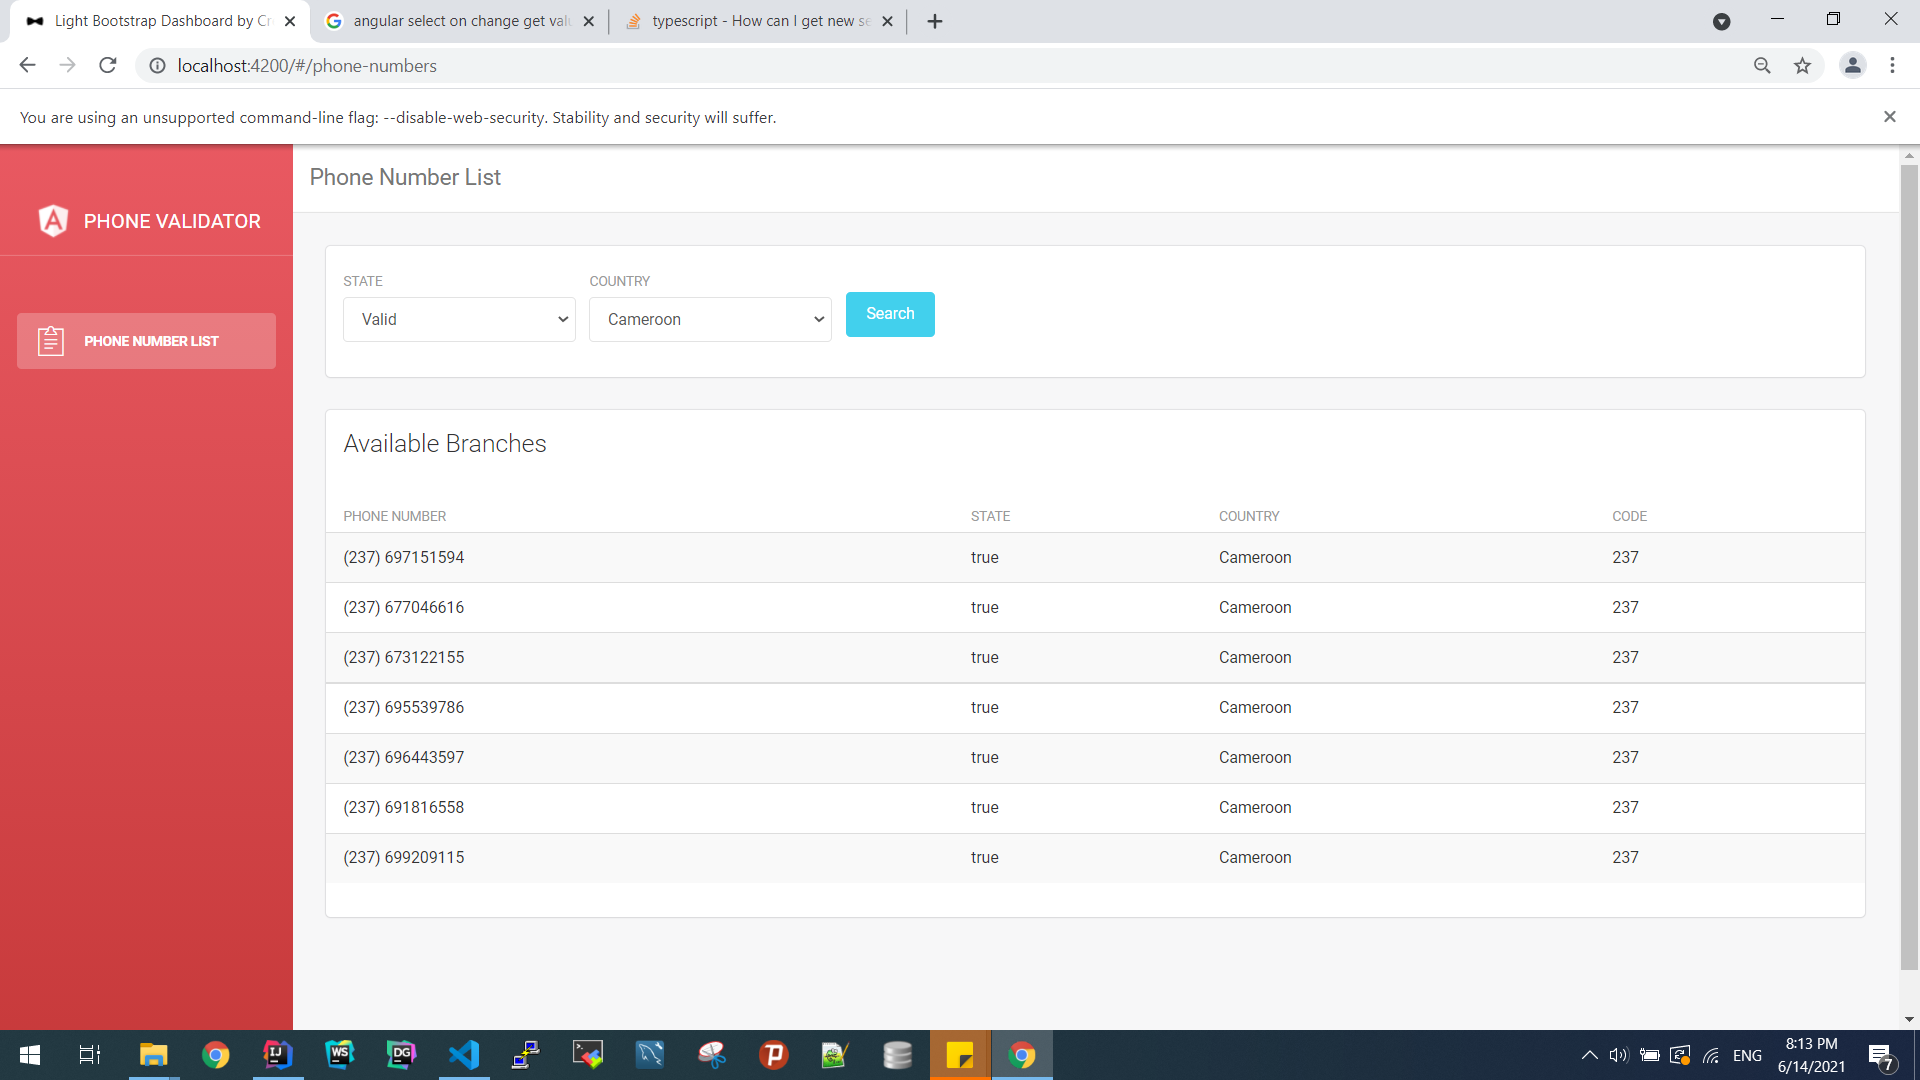 Light Bootstrap Dashboard by Cr
angular select on change get valu
typescript - How can I get new se
localhost:4200/#/phone-numbers
You are using an unsupported command-line flag: --disable-web-security. Stability and security will suffer.
PHONE VALIDATOR
PHONE NUMBER LIST
Phone Number List
STATE COUNTRY
Valid Cameroon Search
Available Branches
PHONE NUMBER STATE COUNTRY CODE
(237) 697151594 true Cameroon 237
(237) 677046616 true Cameroon 237
(237) 673122155 true Cameroon 237
(237) 695539786 true Cameroon 237
(237) 696443597 true Cameroon 237
(237) 691816558 true Cameroon 237
(237) 699209115 true Cameroon 237
IJ WS DG
ENG
8:13 PM
6/14/2021
7